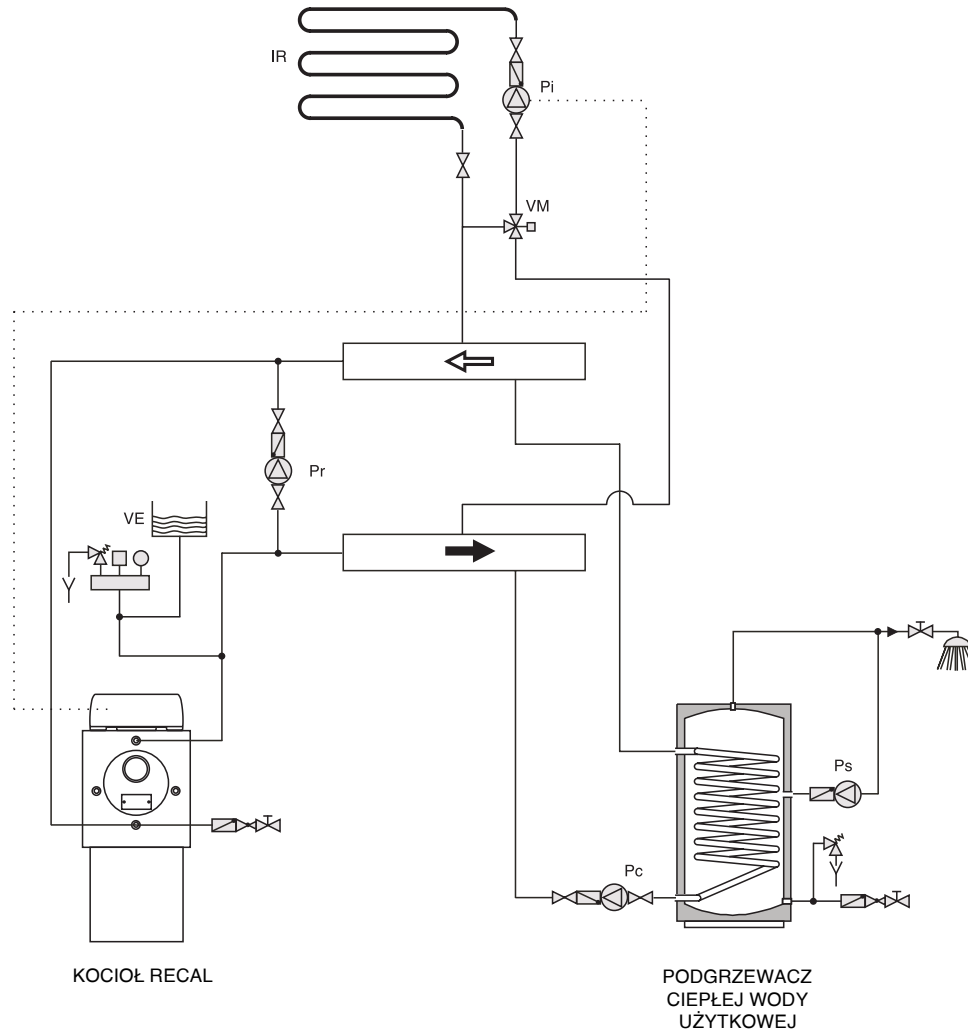 IR
Pi
VM
Pr
VE
Ps
Pc
KOCIOŁ RECAL
PODGRZEWACZ
CIEPŁEJ WODY
UŻYTKOWEJ